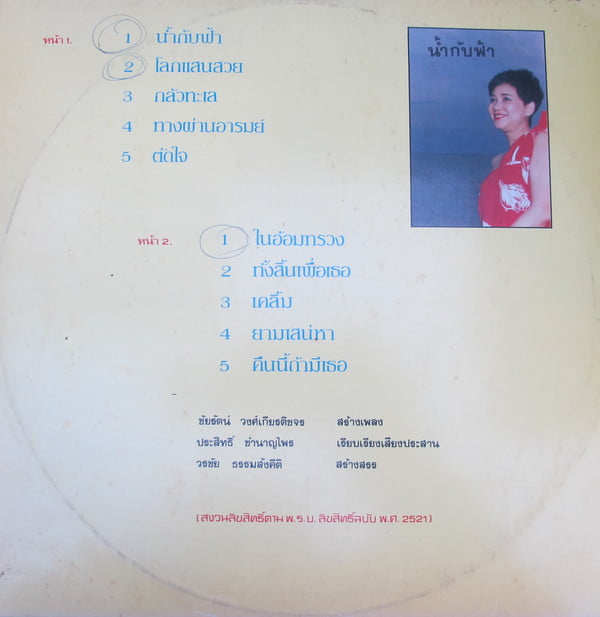 หน้า 1.
1 น้ำกับฟ้า
2 โลกแสนสวย
3 กลัวทะเล
4 ทางผ่านอารมย์
5 ตัดใจ
น้ำกับฟ้า
หน้า 2.
1 ในอ้อมทรวง
2 ทั้งสิ้นเพื่อเธอ
3 เคลิ้ม
4 ยามเสน่หา
5 คืนนี้ถ้ามีเธอ
ชัยรัตน์ วงศ์เกียรติขจร สร้างเพลง
ประสิทธิ์ ชำนาญไพร เรียบเรียงเสียงประสาน
วรชัย ธรรมสังคีติ สร้างสรร
(สงวนลิขสิทธิ์ตาม พ.ร.บ. ลิขสิทธิ์ฉบับ พ.ศ. 2521)